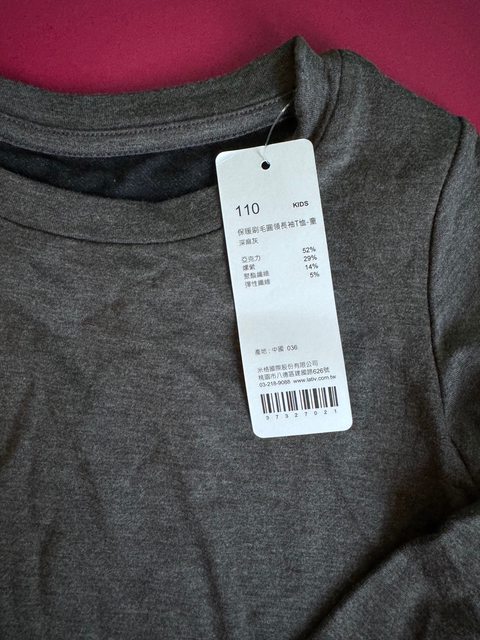 110 KIDS
保暖刷毛圓領長袖T恤-童
深麻灰
亞克力 52%
嫘縈 29%
聚酯纖維 14%
彈性纖維 5%
產地：中國 036
米格國際股份有限公司
桃園市八德區建國路626號
03-218-9088 www.lativ.com.tw
37327021